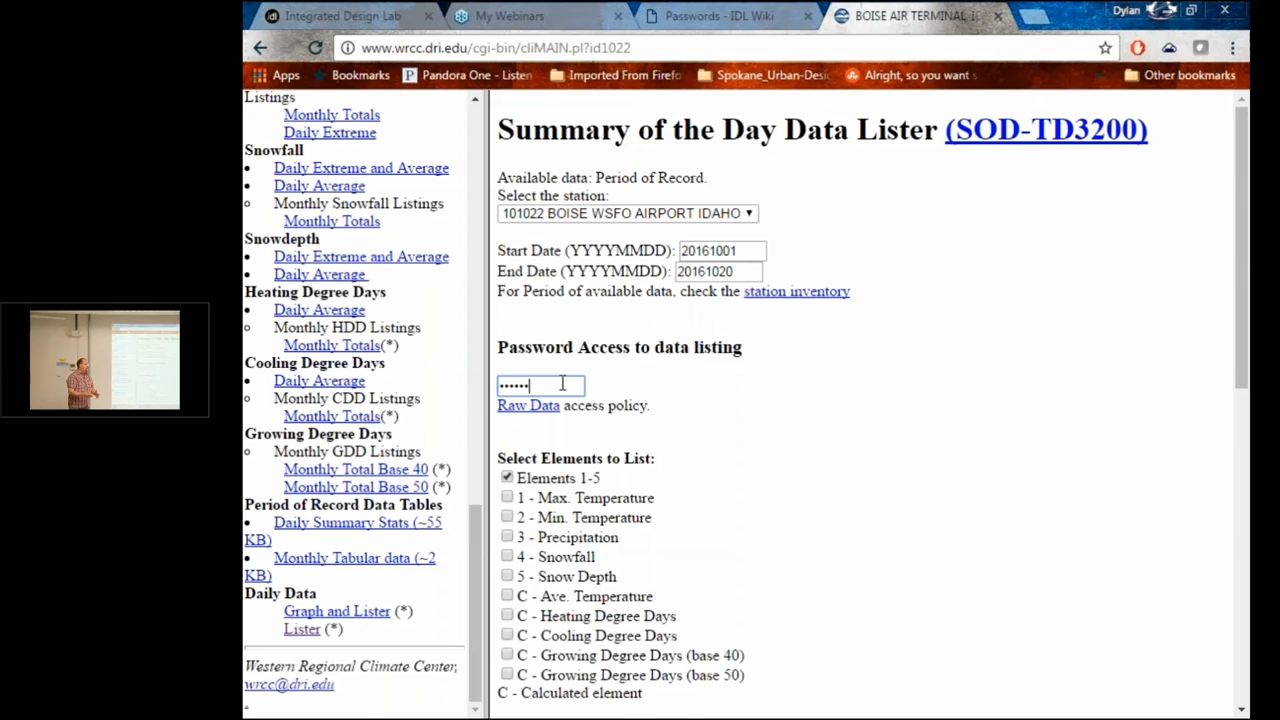 Integrated Design Lab
My Webinars
Passwords - IDL Wiki
BOISE AIR TERMINAL
Dylan
www.wrcc.dri.edu/cgi-bin/cliMAIN.pl?id1022
Apps
Bookmarks
Pandora One - Listen
Imported From Firefo
Spokane_Urban-Desi
Alright, so you want
Other bookmarks
Listings
Monthly Totals
Daily Extreme
Snowfall
Daily Extreme and Average
Daily Average
Monthly Snowfall Listings
Monthly Totals
Snowdepth
Daily Extreme and Average
Daily Average
Heating Degree Days
Daily Average
Monthly HDD Listings
Monthly Totals(*)
Cooling Degree Days
Daily Average
Monthly CDD Listings
Monthly Totals(*)
Growing Degree Days
Monthly GDD Listings
Monthly Total Base 40 (*)
Monthly Total Base 50 (*)
Period of Record Data Tables
Daily Summary Stats (~55
KB)
Monthly Tabular data (~2
KB)
Daily Data
Graph and Lister (*)
Lister (*)
Western Regional Climate Center,
wrcc@dri.edu
Summary of the Day Data Lister (SOD-TD3200)
Available data: Period of Record.
Select the station:
101022 BOISE WSFO AIRPORT IDAHO
Start Date (YYYYMMDD): 20161001
End Date (YYYYMMDD): 20161020
For Period of available data, check the station inventory
Password Access to data listing
••••••
Raw Data access policy.
Select Elements to List:
Elements 1-5
1 - Max. Temperature
2 - Min. Temperature
3 - Precipitation
4 - Snowfall
5 - Snow Depth
C - Ave. Temperature
C - Heating Degree Days
C - Cooling Degree Days
C - Growing Degree Days (base 40)
C - Growing Degree Days (base 50)
C - Calculated element